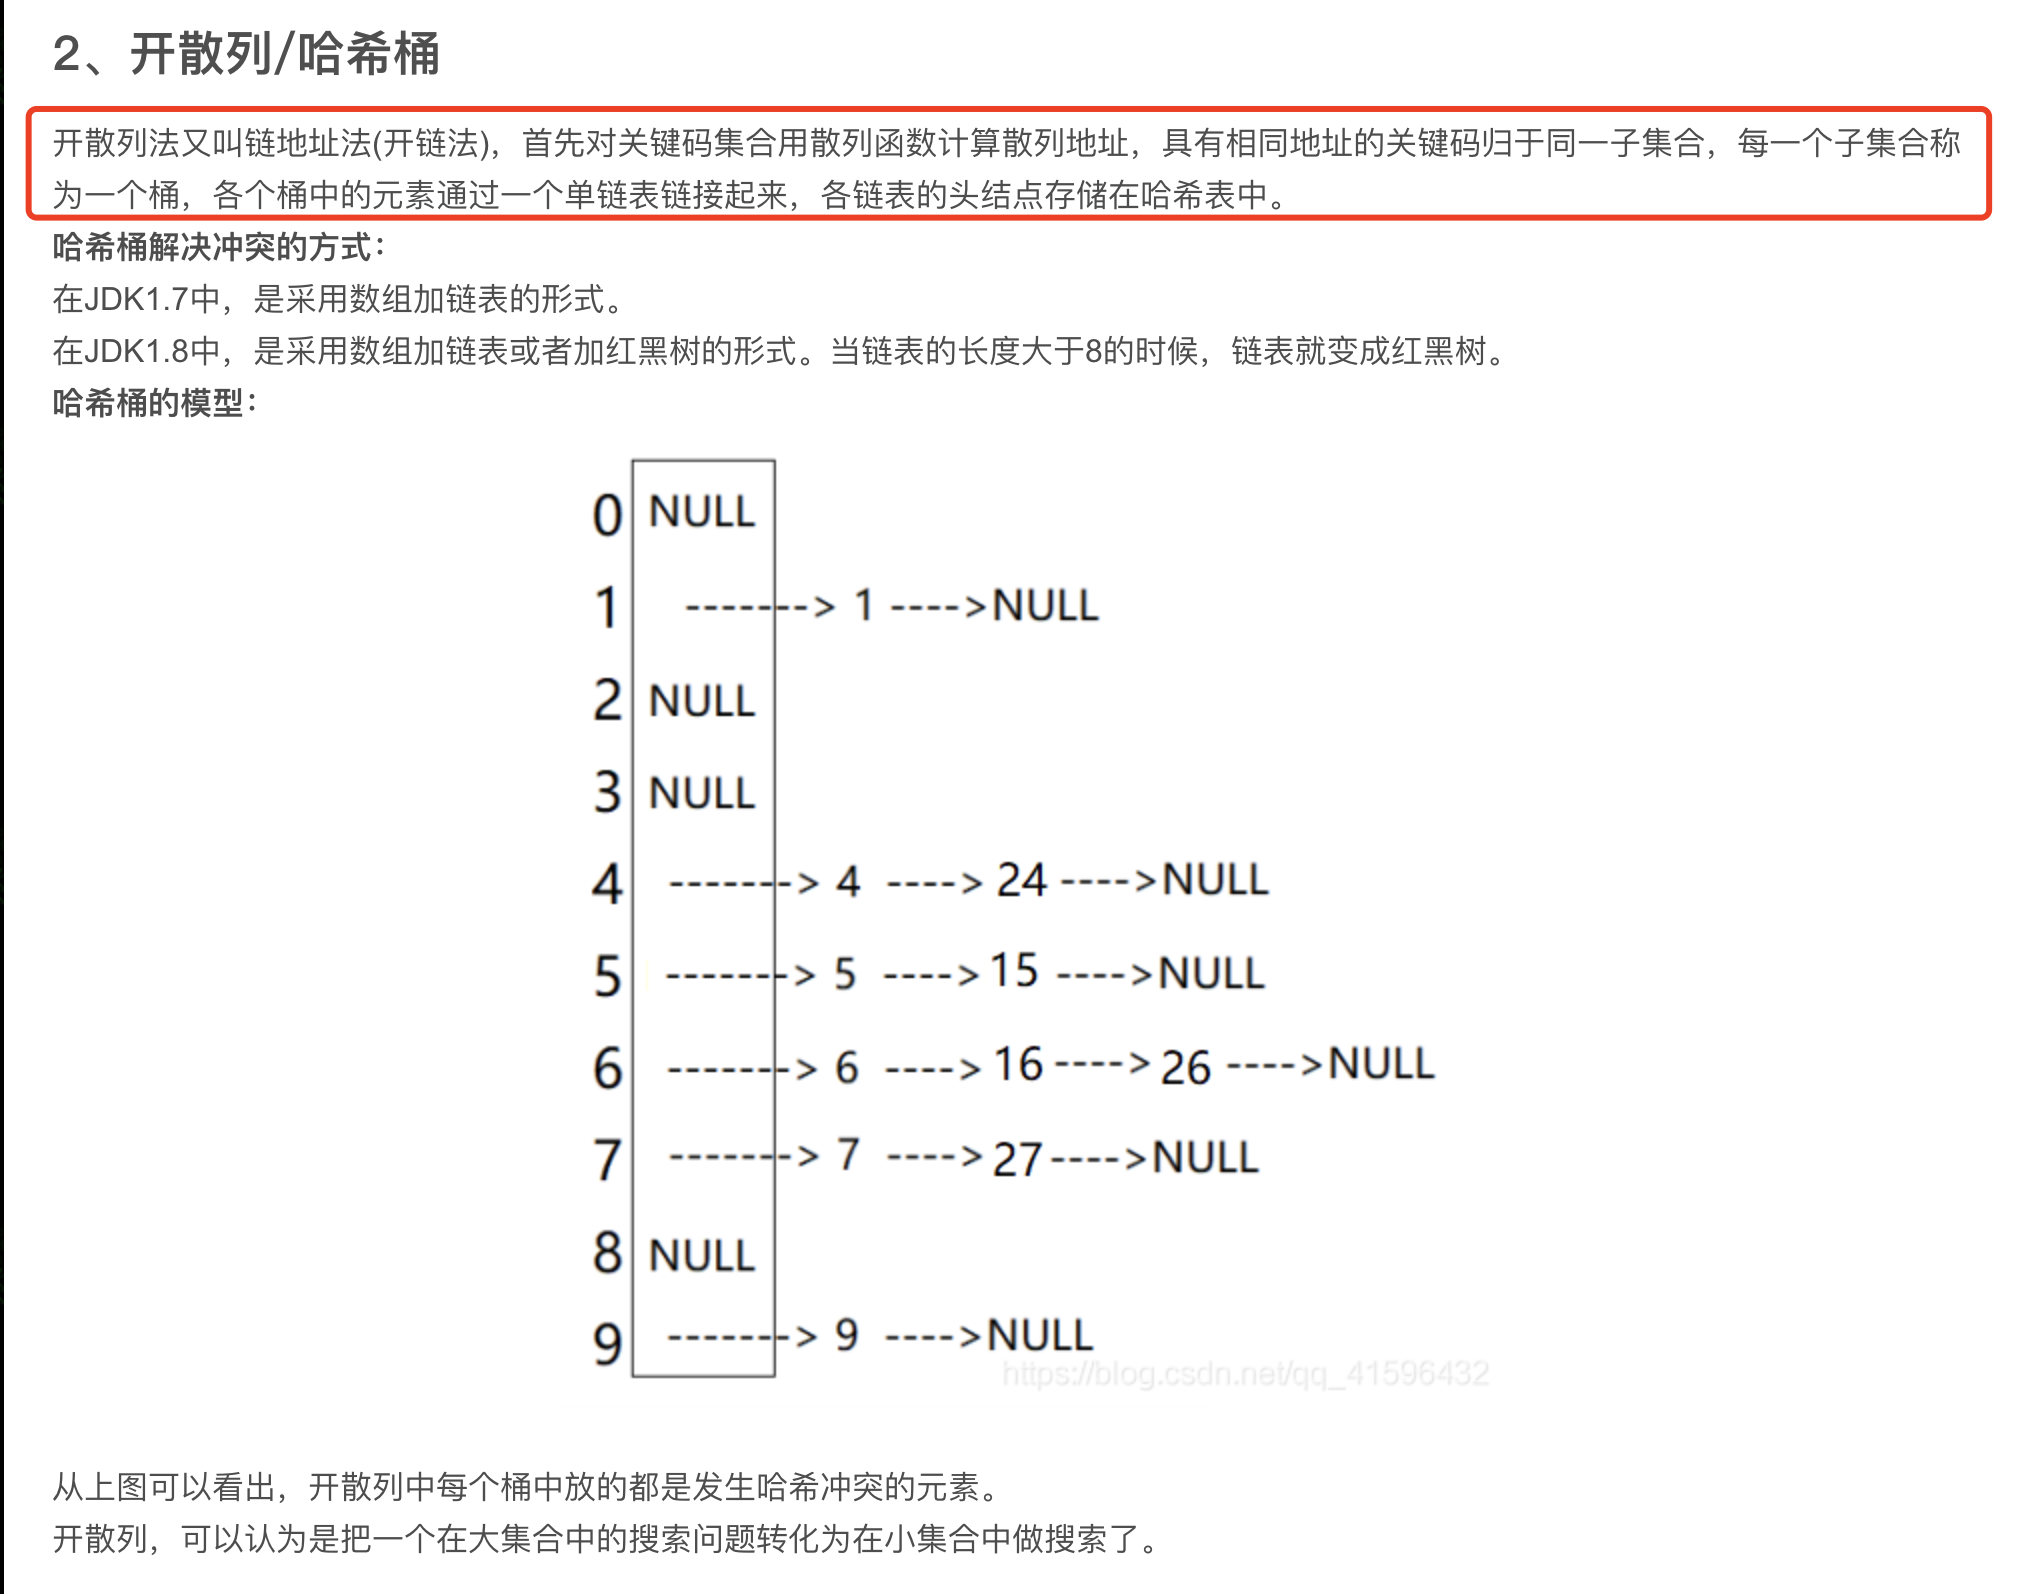 2、开散列/哈希桶
开散列法又叫链地址法(开链法)，首先对关键码集合用散列函数计算散列地址，具有相同地址的关键码归于同一子集合，每一个子集合称
为一个桶，各个桶中的元素通过一个单链表链接起来，各链表的头结点存储在哈希表中。
哈希桶解决冲突的方式：
在JDK1.7中，是采用数组加链表的形式。
在JDK1.8中，是采用数组加链表或者加红黑树的形式。当链表的长度大于8的时候，链表就变成红黑树。
哈希桶的模型：
0 NULL
1 -------> 1 ---->NULL
2 NULL
3 NULL
4 -------> 4 ----> 24 ---->NULL
5 -------> 5 ----> 15 ---->NULL
6 -------> 6 ----> 16 ----> 26 ---->NULL
7 -------> 7 ----> 27 ---->NULL
8 NULL
9 -------> 9 ---->NULL
https://blog.csdn.net/qq_41596432
从上图可以看出，开散列中每个桶中放的都是发生哈希冲突的元素。
开散列，可以认为是把一个在大集合中的搜索问题转化为在小集合中做搜索了。